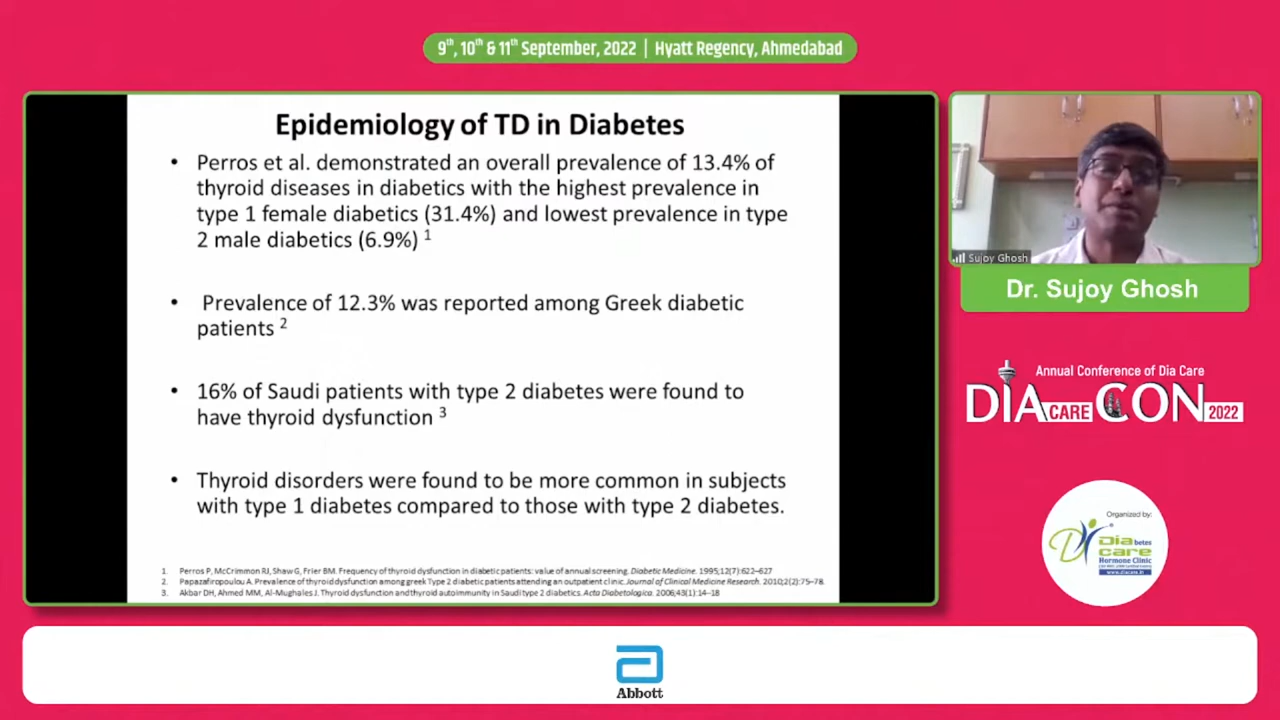 9th, 10th & 11th September, 2022 | Hyatt Regency, Ahmedabad
Epidemiology of TD in Diabetes
• Perros et al. demonstrated an overall prevalence of 13.4% of
thyroid diseases in diabetics with the highest prevalence in
type 1 female diabetics (31.4%) and lowest prevalence in type
2 male diabetics (6.9%) 1
• Prevalence of 12.3% was reported among Greek diabetic
patients 2
• 16% of Saudi patients with type 2 diabetes were found to
have thyroid dysfunction 3
• Thyroid disorders were found to be more common in subjects
with type 1 diabetes compared to those with type 2 diabetes.
1. Perros P, McCrimmon RJ, Shaw G, Frier BM. Frequency of thyroid dysfunction in diabetic patients: value of annual screening. Diabetic Medicine. 1995;12(7):622–627
2. Papazafiropoulou A. Prevalence of thyroid dysfunction among greek Type 2 diabetic patients attending an outpatient clinic. Journal of Clinical Medicine Research. 2010;2(2):75–78.
3. Akbar DH, Ahmed MM, Al-Mughales J. Thyroid dysfunction and thyroid autoimmunity in Saudi type 2 diabetics. Acta Diabetologica. 2006;43(1):14–18
Sujoy Ghosh
Dr. Sujoy Ghosh
Annual Conference of Dia Care
DIA CARE CON 2022
Organized by:
Diabetes
care
Hormone Clinic
www.diacare.in
Abbott